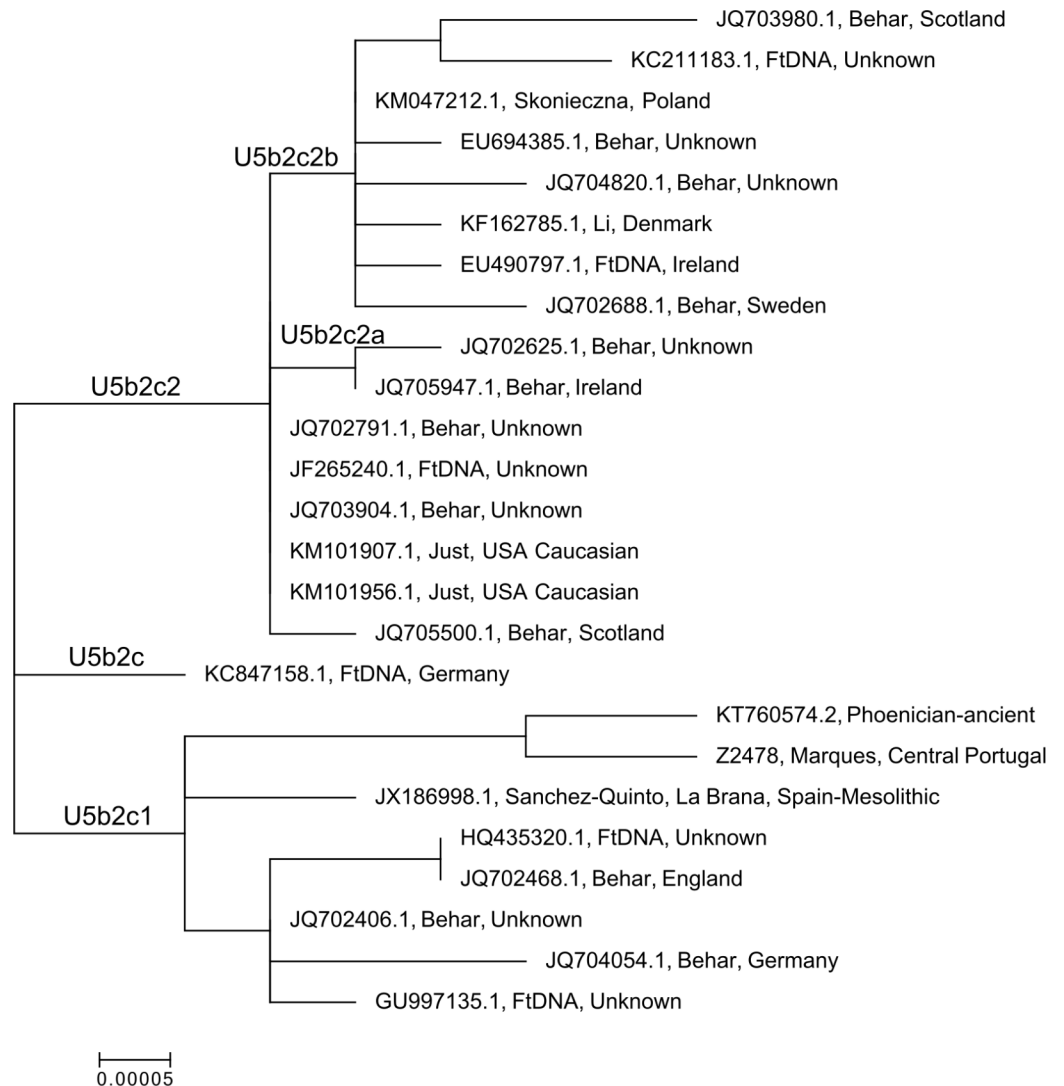 JQ703980.1, Behar, Scotland
KC211183.1, FtDNA, Unknown
KM047212.1, Skonieczna, Poland
EU694385.1, Behar, Unknown
U5b2c2b
JQ704820.1, Behar, Unknown
KF162785.1, Li, Denmark
EU490797.1, FtDNA, Ireland
JQ702688.1, Behar, Sweden
U5b2c2a
JQ702625.1, Behar, Unknown
JQ705947.1, Behar, Ireland
U5b2c2
JQ702791.1, Behar, Unknown
JF265240.1, FtDNA, Unknown
JQ703904.1, Behar, Unknown
KM101907.1, Just, USA Caucasian
KM101956.1, Just, USA Caucasian
JQ705500.1, Behar, Scotland
U5b2c
KC847158.1, FtDNA, Germany
KT760574.2, Phoenician-ancient
Z2478, Marques, Central Portugal
JX186998.1, Sanchez-Quinto, La Brana, Spain-Mesolithic
U5b2c1
HQ435320.1, FtDNA, Unknown
JQ702468.1, Behar, England
JQ702406.1, Behar, Unknown
JQ704054.1, Behar, Germany
GU997135.1, FtDNA, Unknown
0.00005